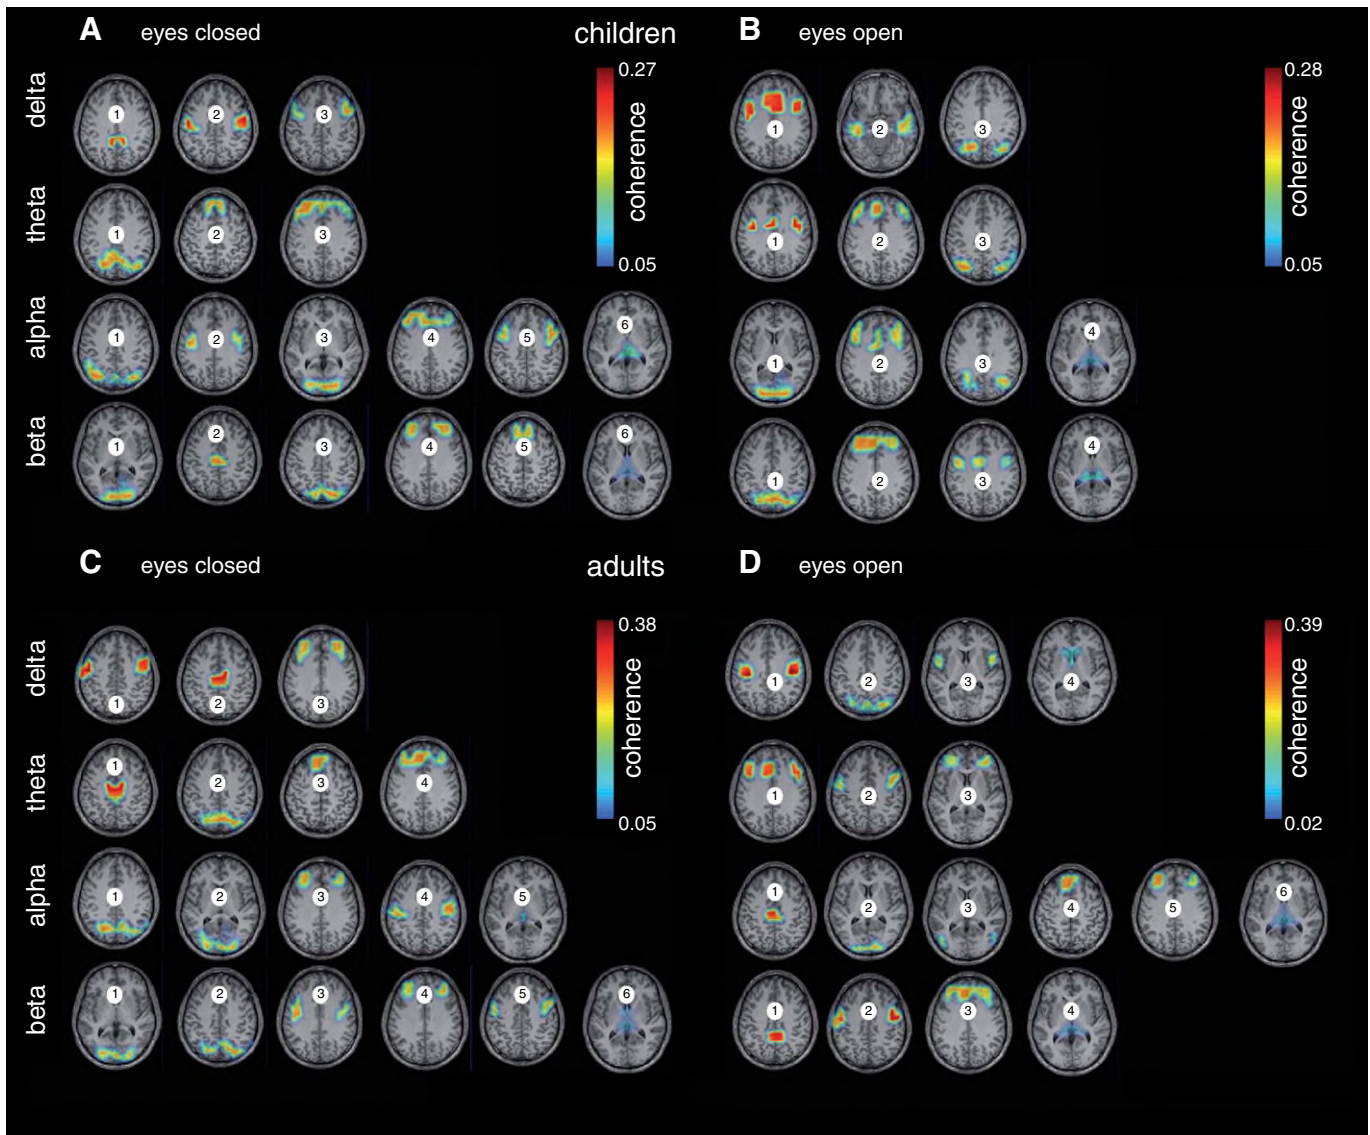 A eyes closed children B eyes open
0.27 0.28
delta 1 2 3 1 2 3
coherence coherence
theta 1 2 3 1 2 3
0.05 0.05
alpha 1 2 3 4 5 6 1 2 3 4
beta 1 2 3 4 5 6 1 2 3 4
C eyes closed adults D eyes open
0.38 0.39
delta 1 2 3 1 2 3 4
coherence coherence
theta 1 2 3 4 1 2 3
0.05 0.02
alpha 1 2 3 4 5 1 2 3 4 5 6
beta 1 2 3 4 5 6 1 2 3 4